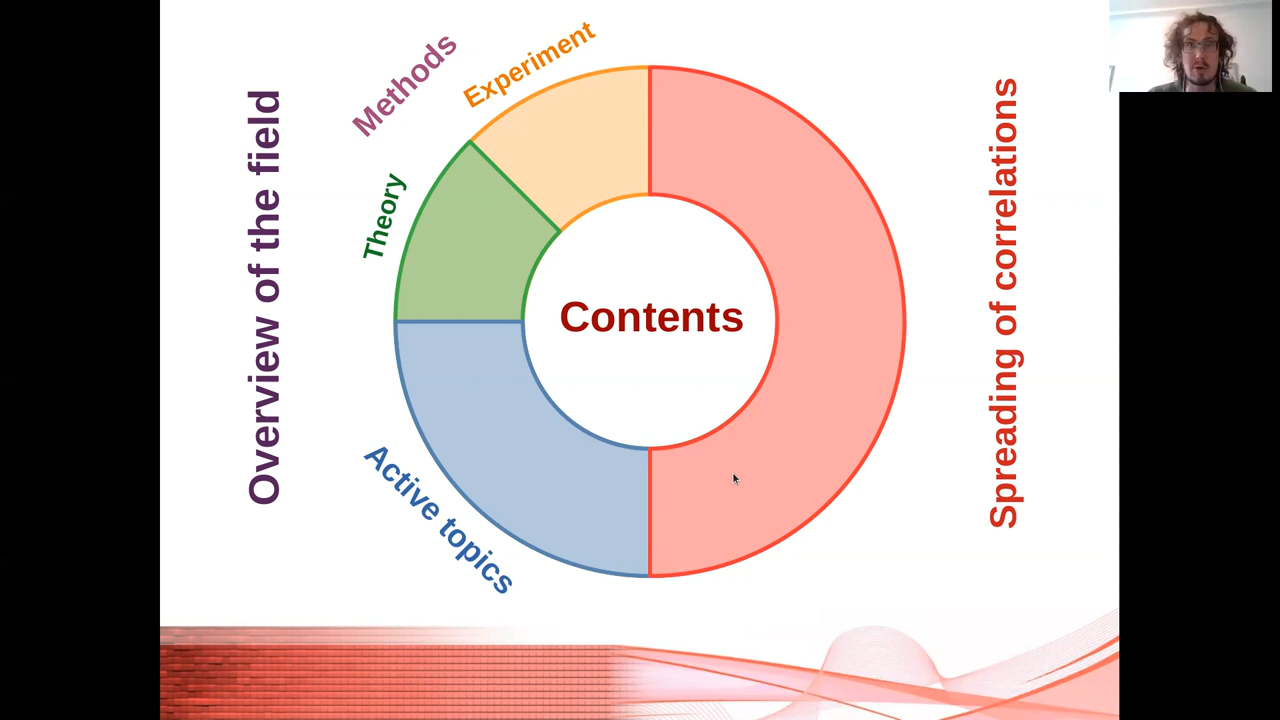 Overview of the field
Methods
Experiment
Theory
Contents
Active topics
Spreading of correlations